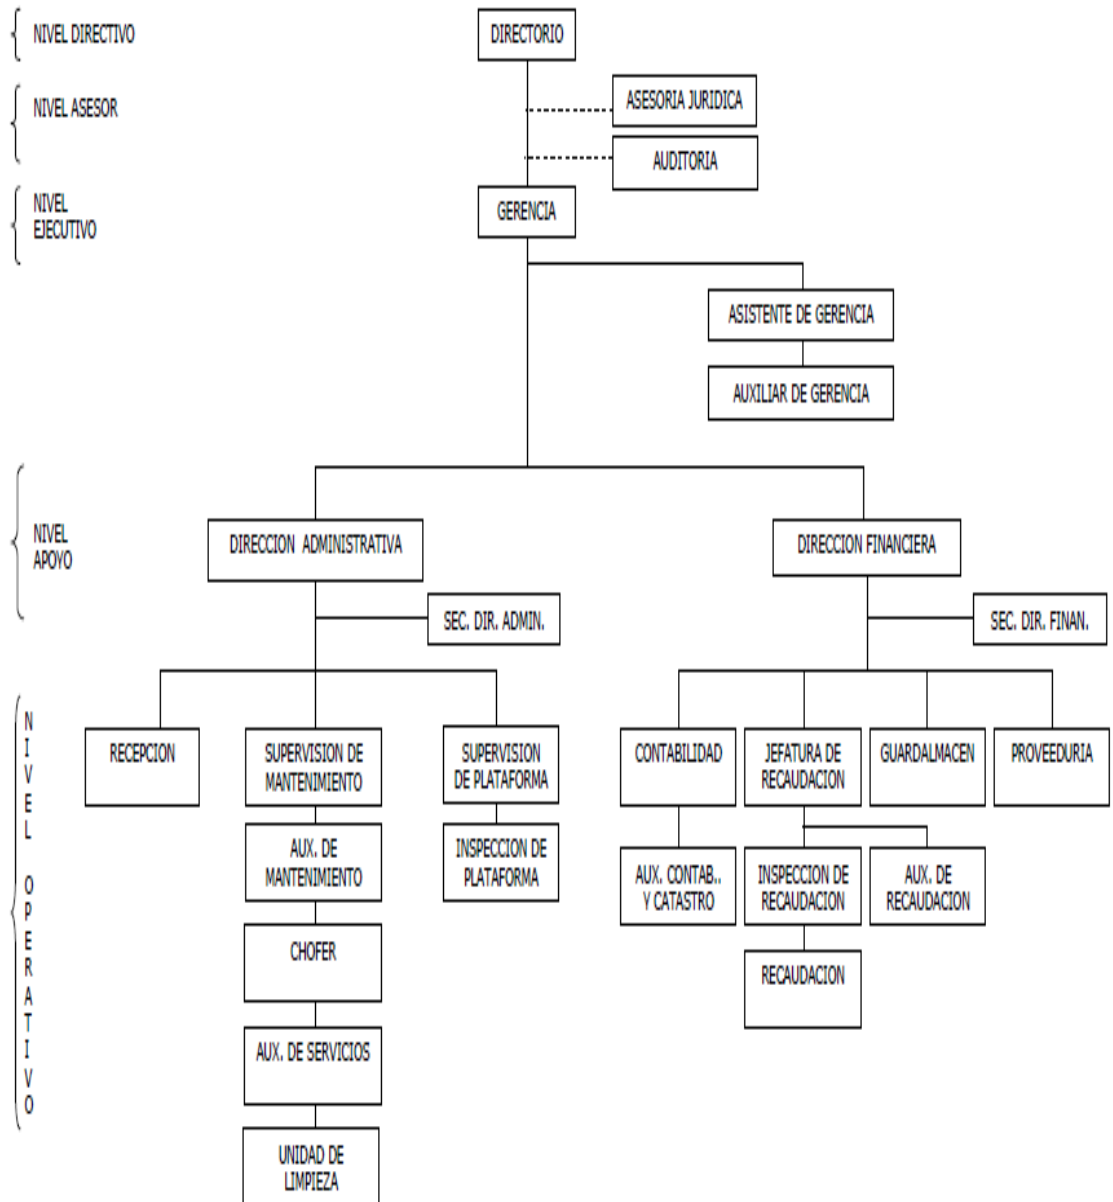 NIVEL DIRECTIVO
DIRECTORIO
NIVEL ASESOR
ASESORIA JURIDICA
AUDITORIA
NIVEL
EJECUTIVO
GERENCIA
ASISTENTE DE GERENCIA
AUXILIAR DE GERENCIA
NIVEL
APOYO
DIRECCION ADMINISTRATIVA
DIRECCION FINANCIERA
SEC. DIR. ADMIN.
SEC. DIR. FINAN.
NIVEL OPERATIVO
RECEPCION
SUPERVISION DE
MANTENIMIENTO
SUPERVISION
DE PLATAFORMA
CONTABILIDAD
JEFATURA DE
RECAUDACION
GUARDALMACEN
PROVEEDURIA
AUX. DE
MANTENIMIENTO
INSPECCION DE
PLATAFORMA
AUX. CONTAB..
Y CATASTRO
INSPECCION DE
RECAUDACION
AUX. DE
RECAUDACION
CHOFER
RECAUDACION
AUX. DE SERVICIOS
UNIDAD DE
LIMPIEZA